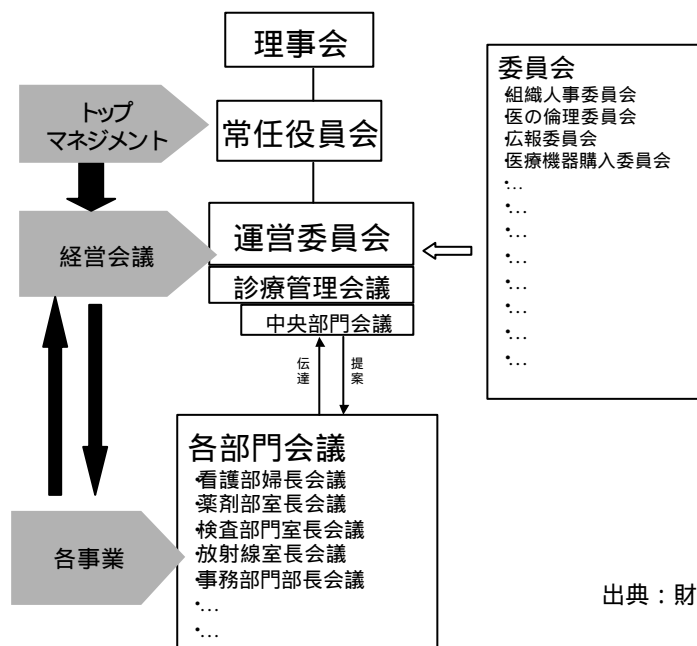 理事会
トップ
マネジメント
常任役員会
経営会議
運営委員会
診療管理会議
中央部門会議
伝達
提案
委員会
・組織人事委員会
・医の倫理委員会
・広報委員会
・医療機器購入委員会
・…
・…
・…
・…
・…
・…
・…
・…
各事業
各部門会議
・看護部婦長会議
・薬剤部室長会議
・検査部門室長会議
・放射線室長会議
・事務部門部長会議
・…
・…
出典：財